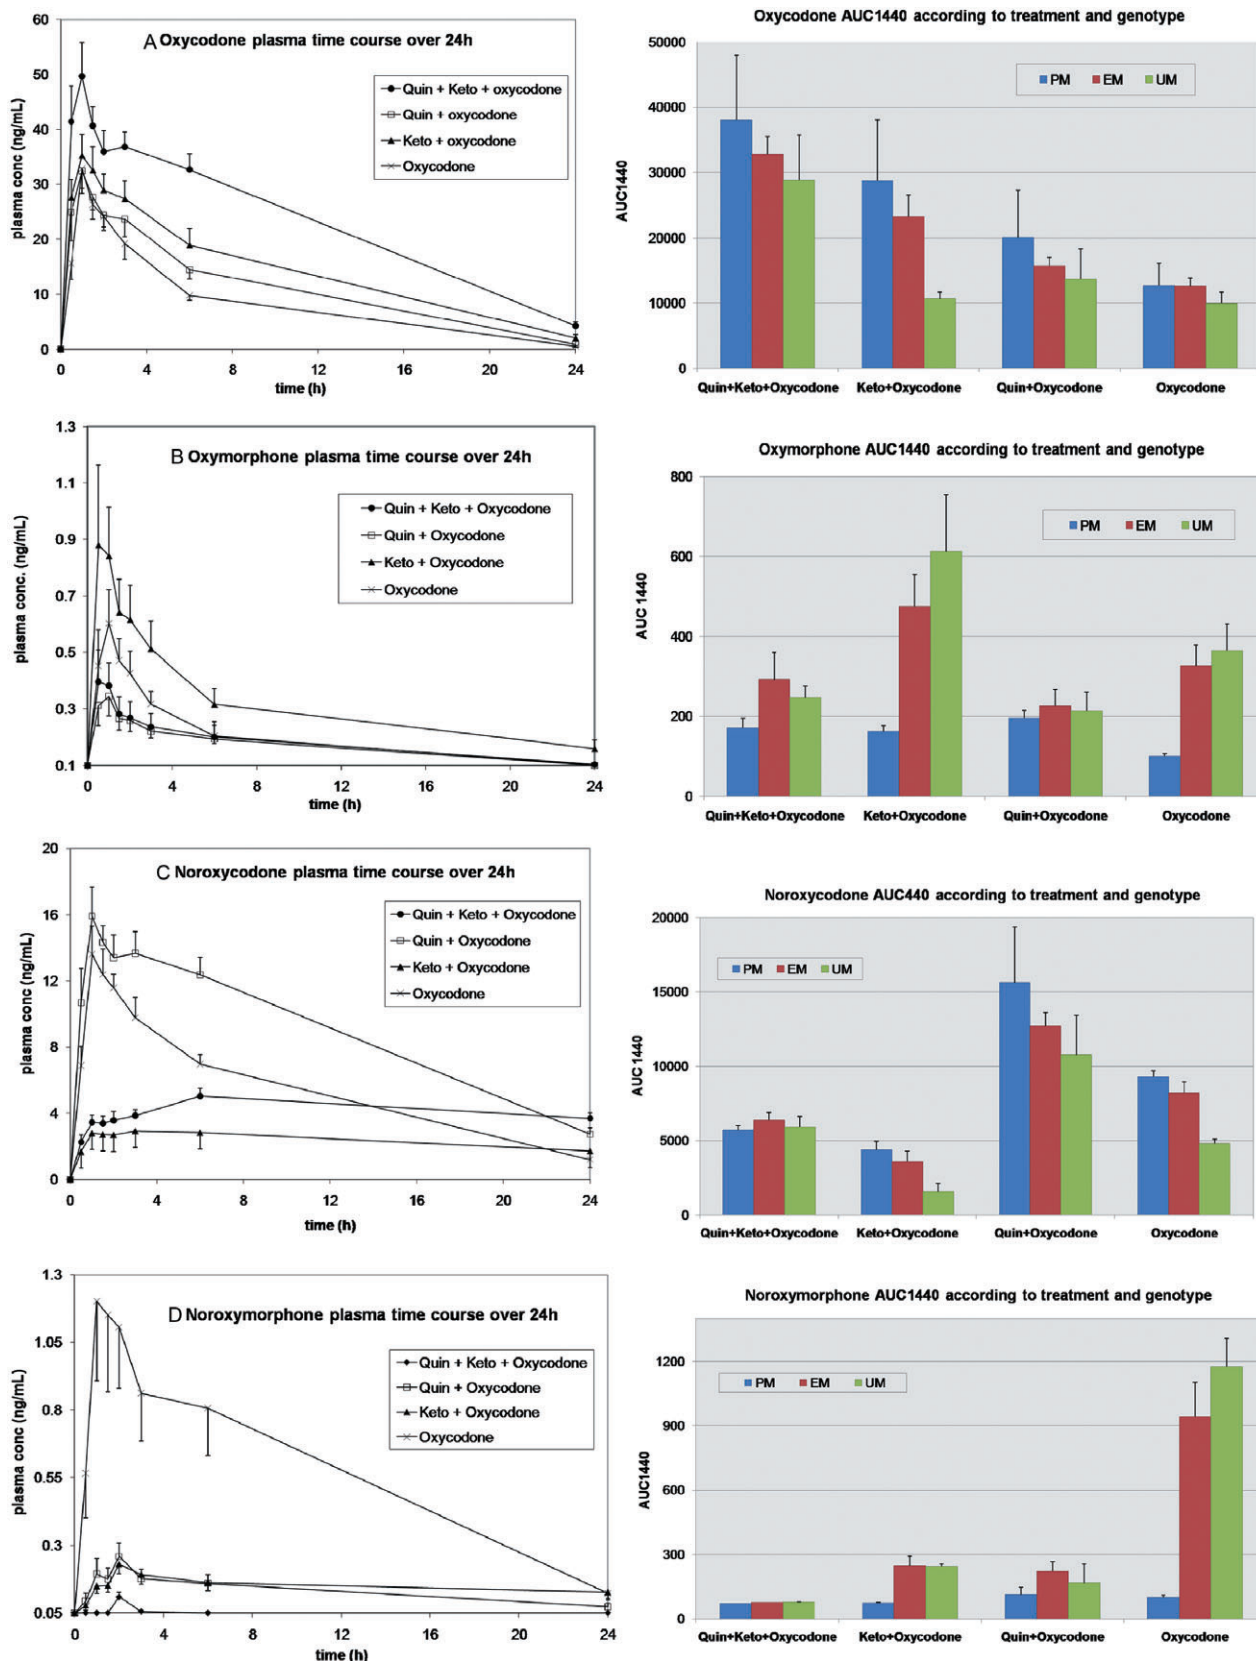 A Oxycodone plasma time course over 24h
60
50
40
30
20
10
0
plasma conc (ng/mL)
Quin + Keto + oxycodone
Quin + oxycodone
Keto + oxycodone
Oxycodone
0 4 8 12 16 20 24
time (h)
Oxycodone AUC1440 according to treatment and genotype
50000
40000
30000
20000
10000
0
AUC1440
PM EM UM
Quin+Keto+Oxycodone Keto+Oxycodone Quin+Oxycodone Oxycodone
B Oxymorphone plasma time course over 24h
1.3
1.1
0.9
0.7
0.5
0.3
0.1
plasma conc. (ng/mL)
Quin + Keto + Oxycodone
Quin + Oxycodone
Keto + Oxycodone
Oxycodone
0 4 8 12 16 20 24
time (h)
Oxymorphone AUC1440 according to treatment and genotype
800
600
400
200
0
AUC 1440
PM EM UM
Quin+Keto+Oxycodone Keto+Oxycodone Quin+Oxycodone Oxycodone
C Noroxycodone plasma time course over 24h
20
16
12
8
4
0
plasma conc (ng/mL)
Quin + Keto + Oxycodone
Quin + Oxycodone
Keto + Oxycodone
Oxycodone
0 4 8 12 16 20 24
time (h)
Noroxycodone AUC440 according to treatment and genotype
20000
15000
10000
5000
0
AUC 1440
PM EM UM
Quin+Keto+Oxycodone Keto+Oxycodone Quin+Oxycodone Oxycodone
D Noroxymorphone plasma time course over 24h
1.3
1.05
0.8
0.55
0.3
0.05
plasma conc (ng/mL)
Quin + Keto + Oxycodone
Quin + Oxycodone
Keto + Oxycodone
Oxycodone
0 4 8 12 16 20 24
time (h)
Noroxymorphone AUC1440 according to treatment and genotype
1200
900
600
300
0
AUC1440
PM EM UM
Quin+Keto+Oxycodone Keto+Oxycodone Quin+Oxycodone Oxycodone